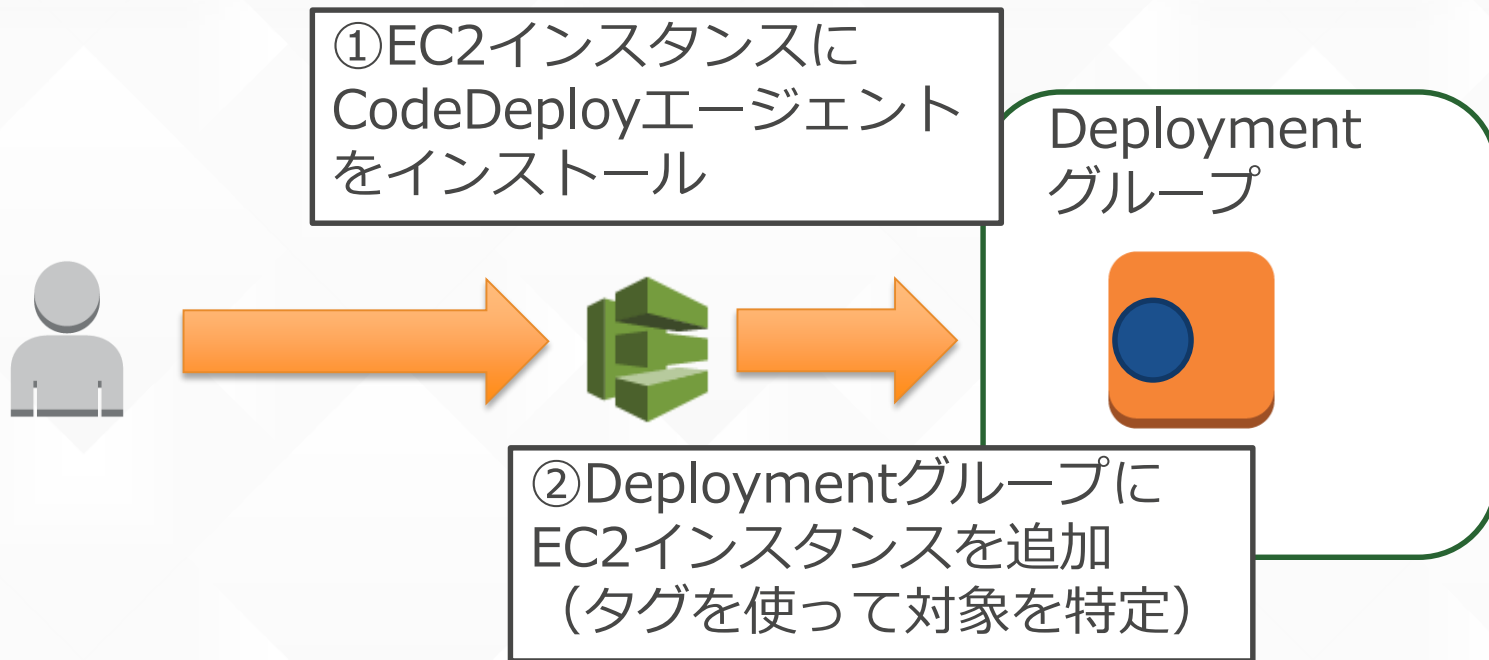 ①EC2インスタンスに
CodeDeployエージェント
をインストール
Deployment
グループ
②Deploymentグループに
EC2インスタンスを追加
（タグを使って対象を特定）